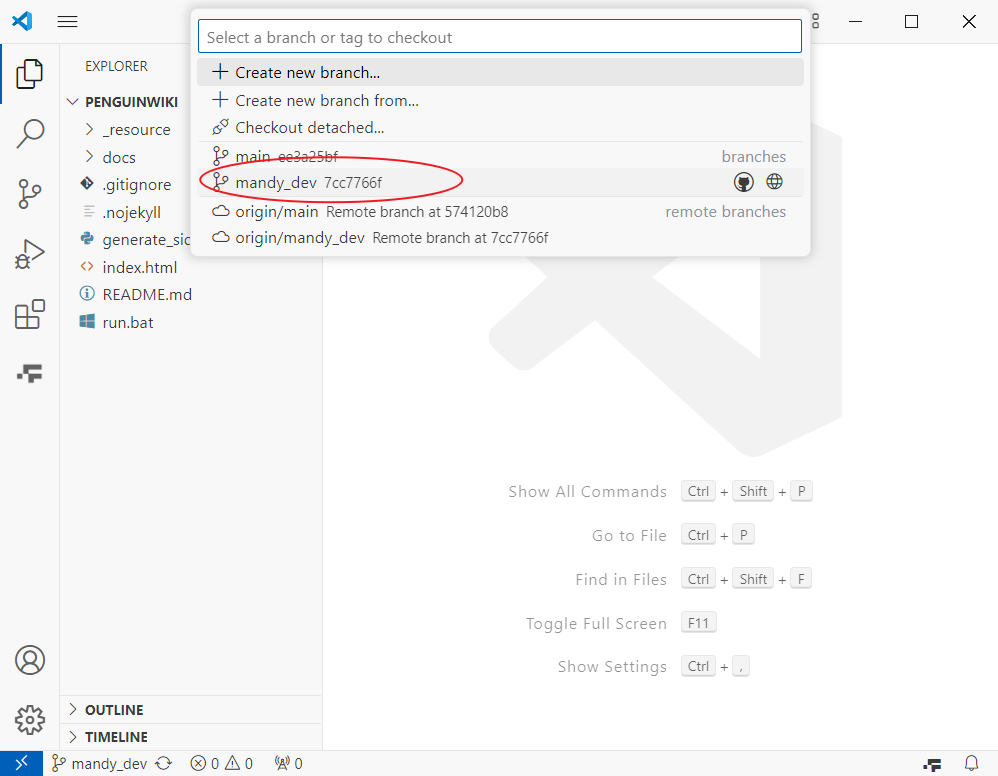 Select a branch or tag to checkout
Create new branch...
Create new branch from...
Checkout detached...
main ee3a25bf branches
mandy_dev 7cc7766f
origin/main Remote branch at 574120b8 remote branches
origin/mandy_dev Remote branch at 7cc7766f
EXPLORER
PENGUINWIKI
_resource
docs
.gitignore
.nojekyll
generate_sic
index.html
README.md
run.bat
Show All Commands Ctrl + Shift + P
Go to File Ctrl + P
Find in Files Ctrl + Shift + F
Toggle Full Screen F11
Show Settings Ctrl + ,
OUTLINE
TIMELINE
mandy_dev 0 0 0